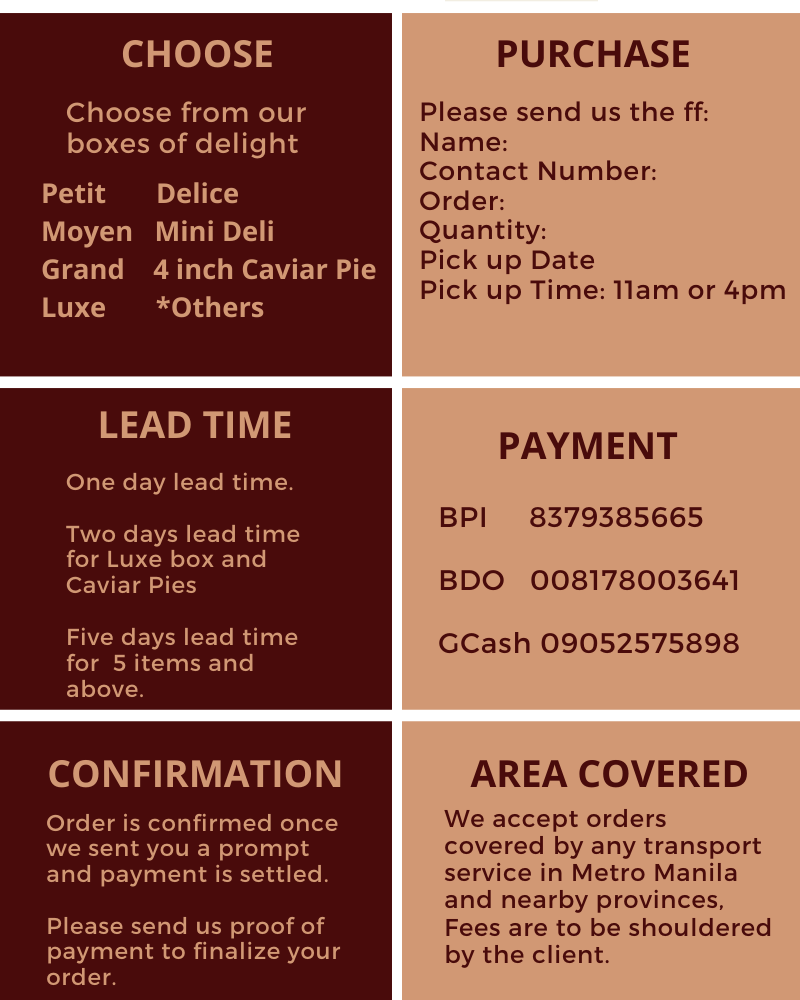 CHOOSE
Choose from our
boxes of delight
Petit Delice
Moyen Mini Deli
Grand 4 inch Caviar Pie
Luxe *Others
PURCHASE
Please send us the ff:
Name:
Contact Number:
Order:
Quantity:
Pick up Date
Pick up Time: 11am or 4pm
LEAD TIME
One day lead time.
Two days lead time
for Luxe box and
Caviar Pies
Five days lead time
for 5 items and
above.
PAYMENT
BPI 8379385665
BDO 008178003641
GCash 09052575898
CONFIRMATION
Order is confirmed once
we sent you a prompt
and payment is settled.
Please send us proof of
payment to finalize your
order.
AREA COVERED
We accept orders
covered by any transport
service in Metro Manila
and nearby provinces,
Fees are to be shouldered
by the client.